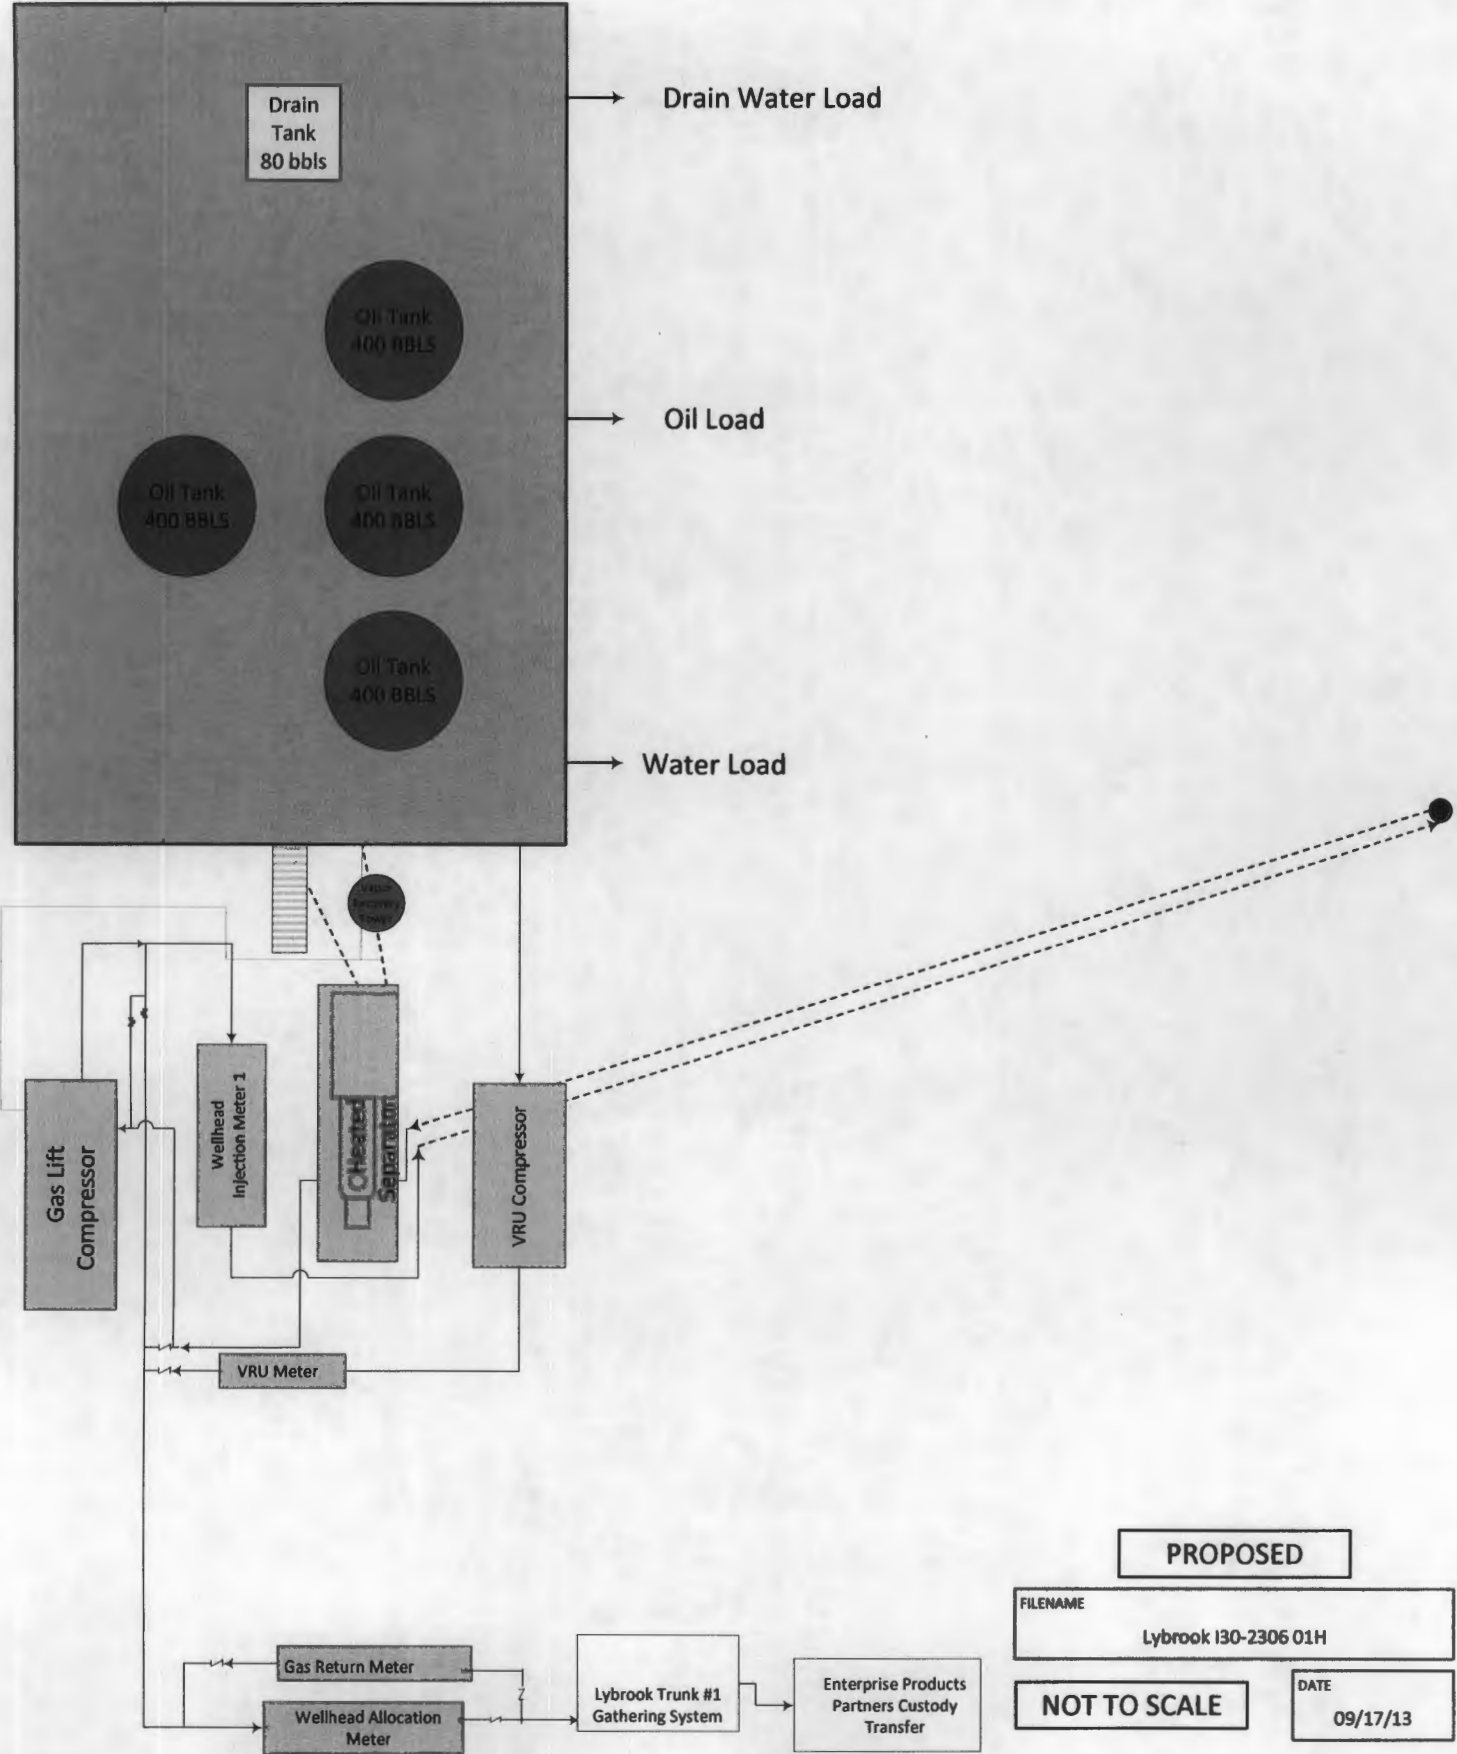 Drain
Tank
80 bbls
Drain Water Load
Oil Tank
400 BBLS
Oil Load
Oil Tank
400 BBLS
Oil Tank
400 BBLS
Oil Tank
400 BBLS
Water Load
Vapor
Recovery
Tower
Gas Lift
Compressor
Wellhead
Injection Meter 1
Heated
Separator
VRU Compressor
VRU Meter
PROPOSED
FILENAME
Lybrook I30-2306 01H
Gas Return Meter
Wellhead Allocation
Meter
Lybrook Trunk #1
Gathering System
Enterprise Products
Partners Custody
Transfer
NOT TO SCALE
DATE
09/17/13